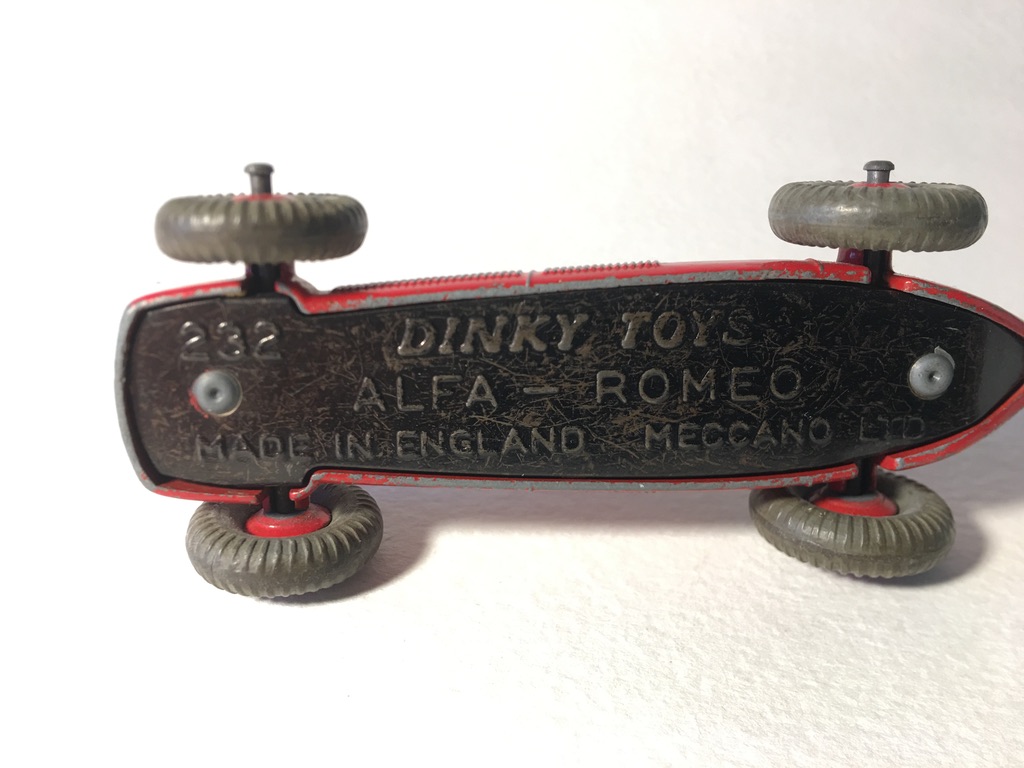 232
DINKY TOYS
ALFA – ROMEO
MADE IN ENGLAND MECCANO LTD